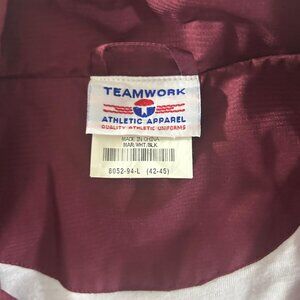 TEAMWORK
ATHLETIC APPAREL
QUALITY ATHLETIC UNIFORMS
MADE IN CHINA
MAR/WHT/BLK
8052-94-L (42-45)